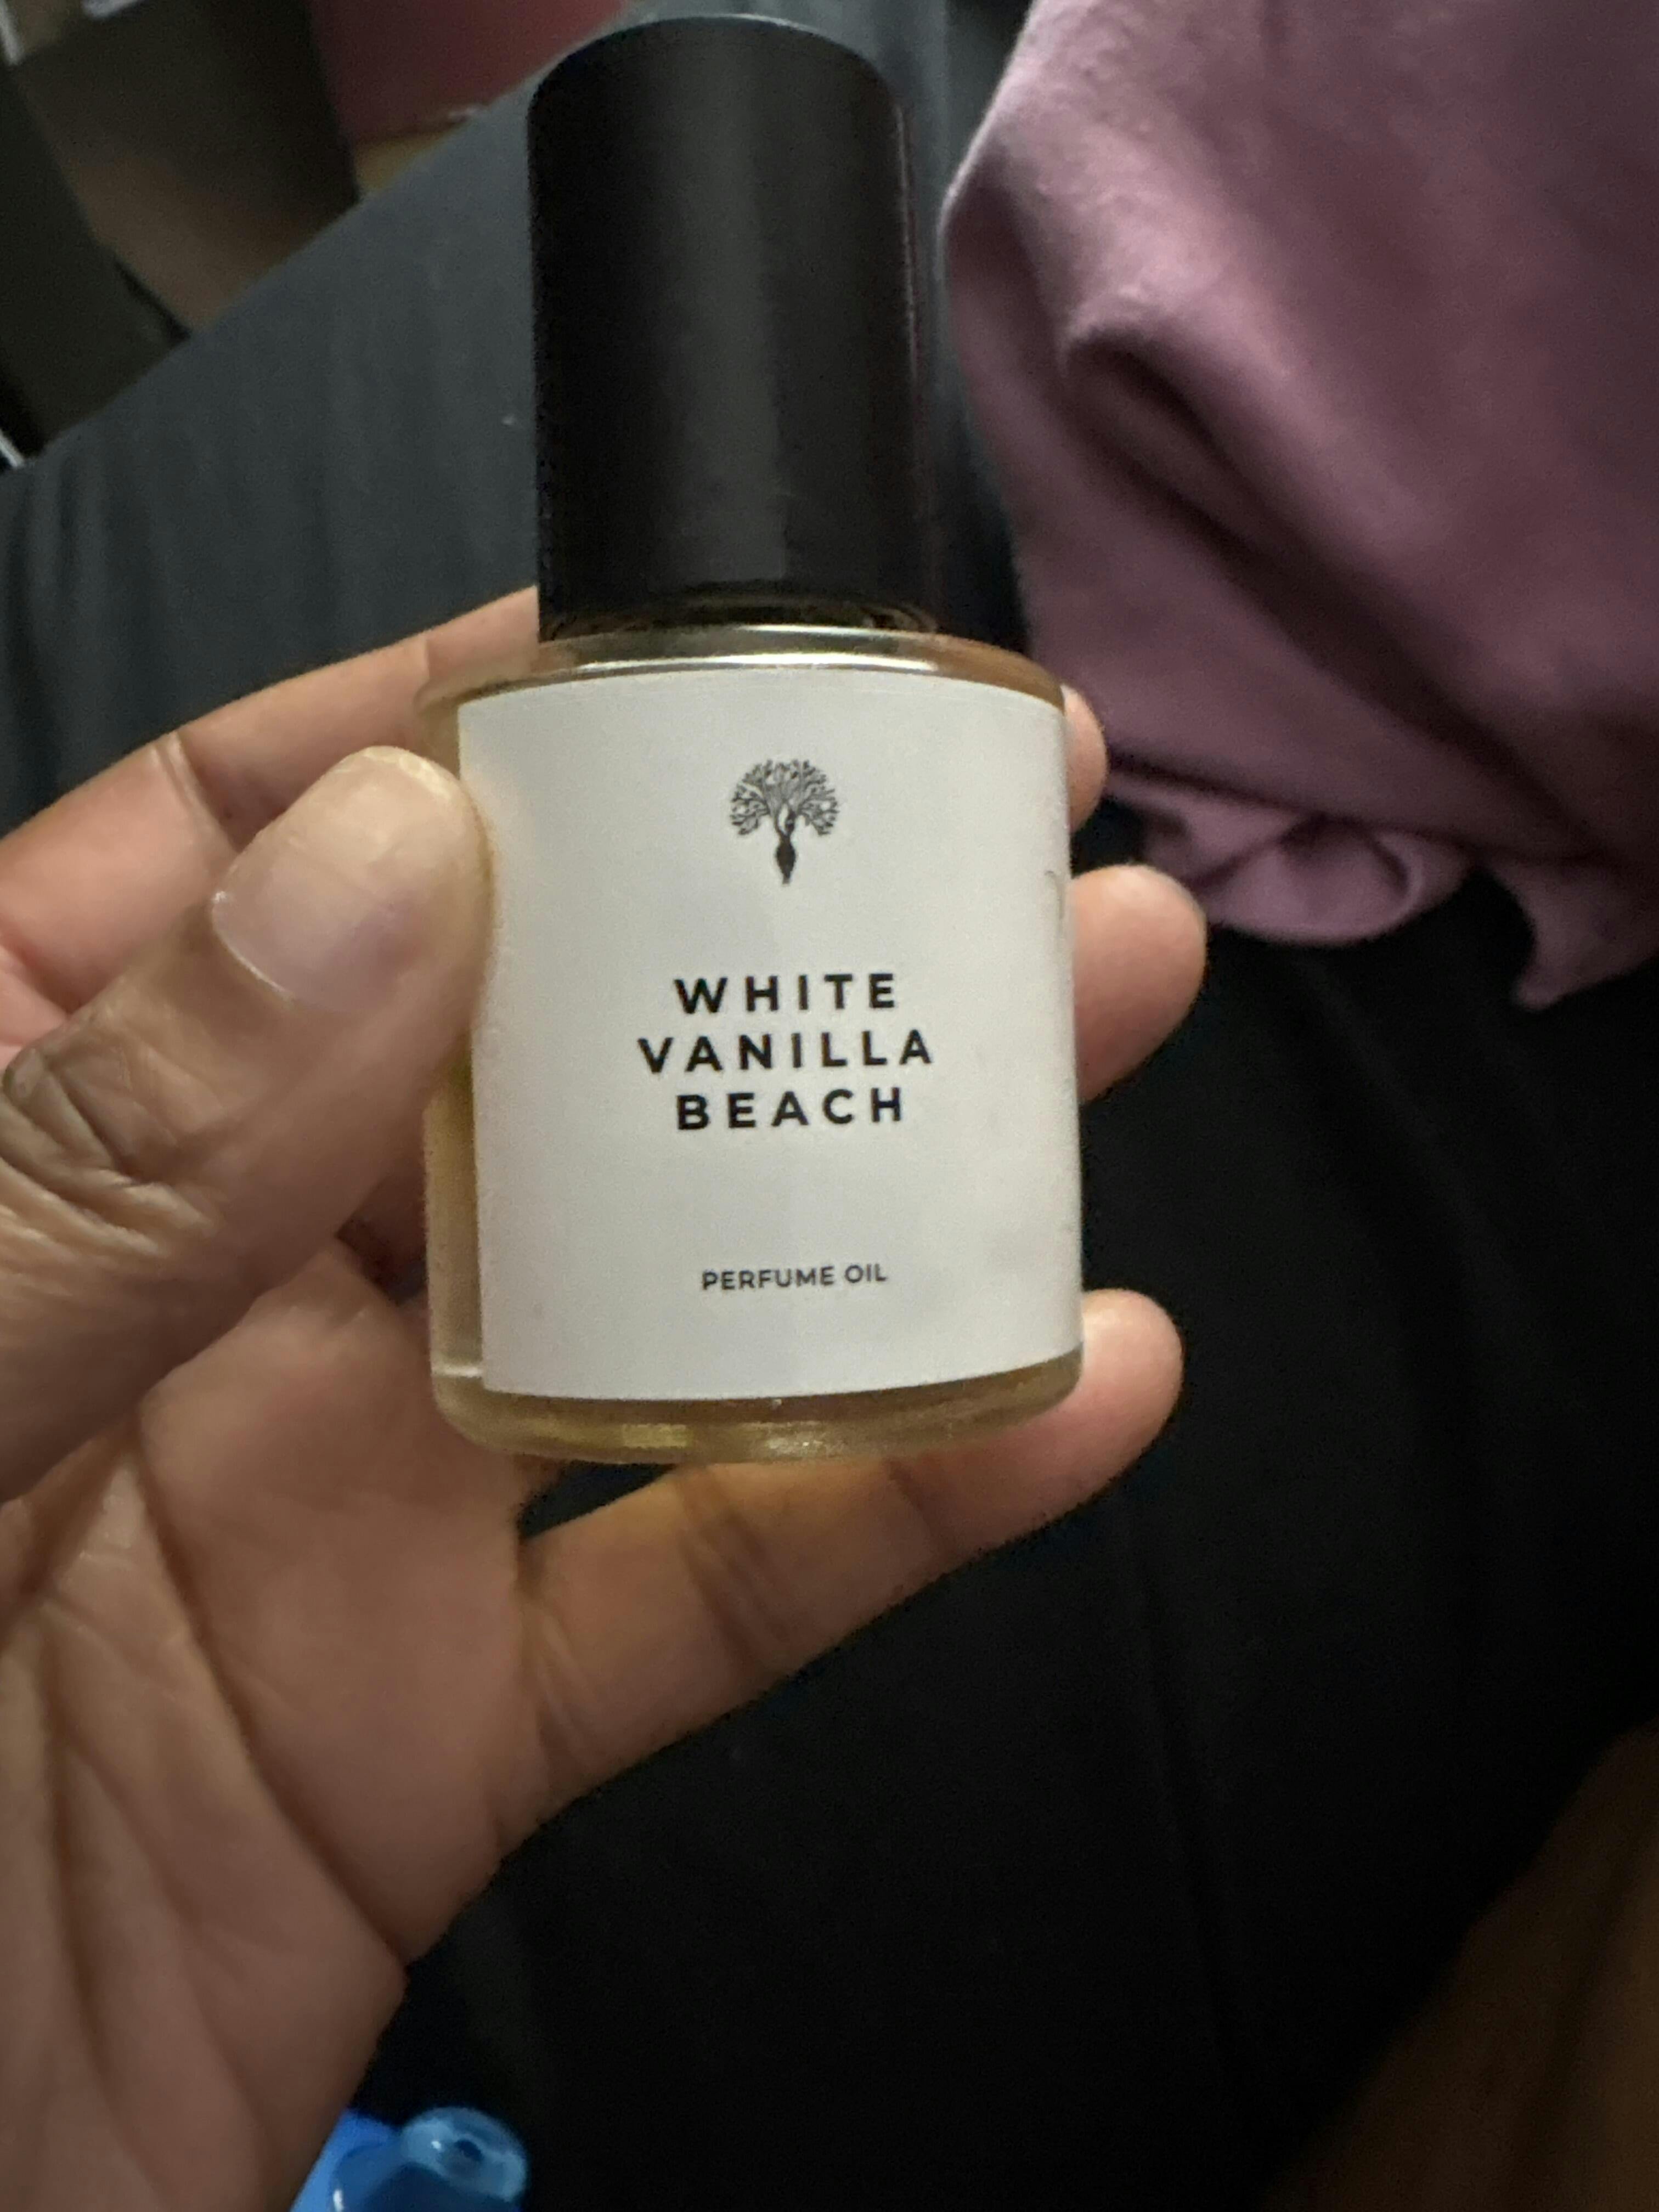 WHITE
VANILLA
BEACH
PERFUME OIL